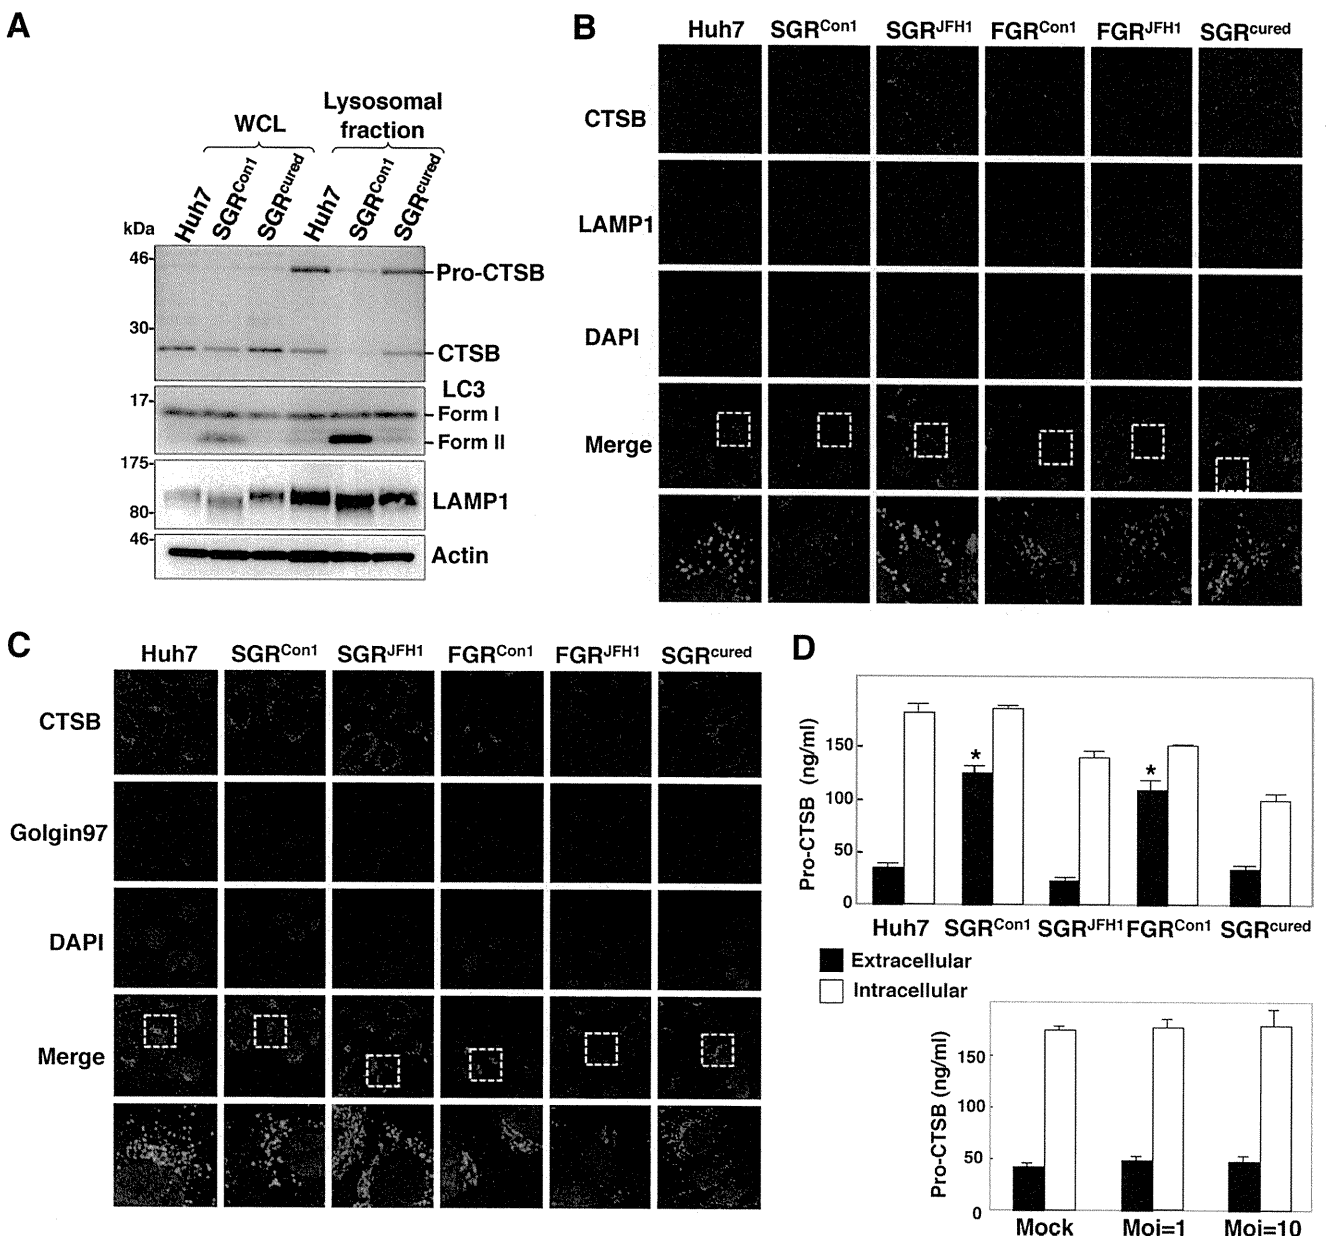 A
WCL
Lysosomal
fraction
Huh7
SGRCon1
SGRcured
Huh7
SGRCon1
SGRcured
kDa
46-
Pro-CTSB
30-
CTSB
LC3
17-
Form I
Form II
175-
LAMP1
80-
46-
Actin
B
Huh7 SGRCon1 SGRJFH1 FGRCon1 FGRJFH1 SGRcured
CTSB
LAMP1
DAPI
Merge
C
Huh7 SGRCon1 SGRJFH1 FGRCon1 FGRJFH1 SGRcured
CTSB
Golgin97
DAPI
Merge
D
Pro-CTSB (ng/ml)
150
100
50
0
* *
Huh7 SGRCon1 SGRJFH1 FGRCon1 SGRcured
Extracellular
Intracellular
Pro-CTSB (ng/ml)
150
100
50
0
Mock Moi=1 Moi=10